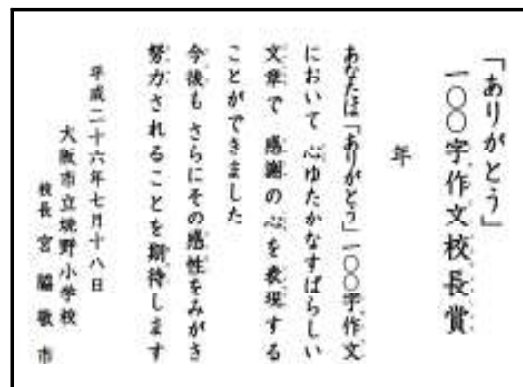 「ありがとう」
一〇〇字作文校長賞
年
あなたは「ありがとう」一〇〇字作文
において 心ゆたかなすばらしい
文章で 感謝の心を表現する
ことができました
今後も さらにその感性をみがき
努力されることを期待します
平成二十六年七月十八日
大阪市立城野小学校
校長 宮脇敬市